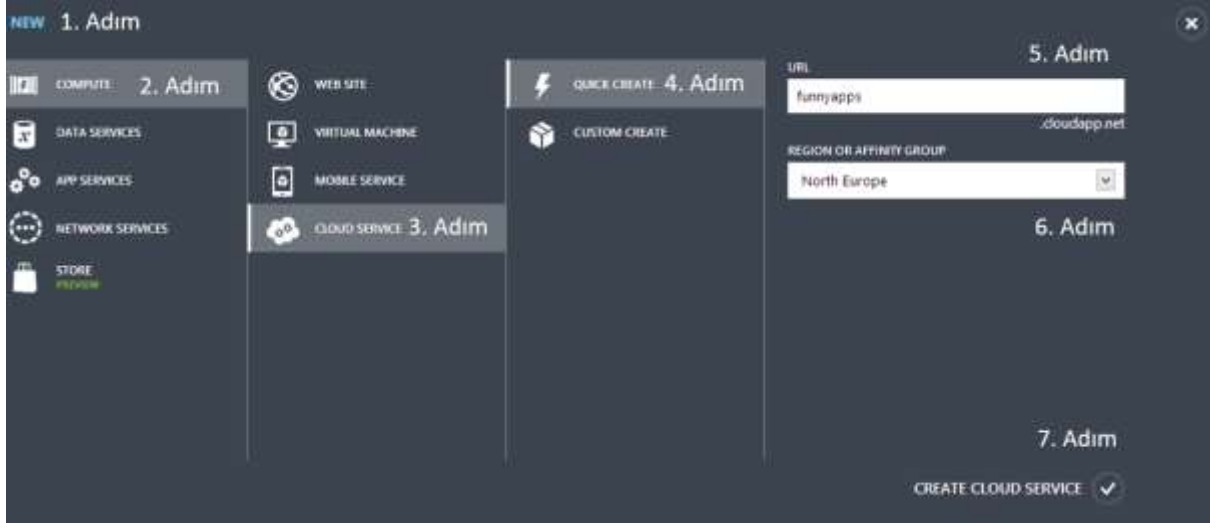 NEW 1. Adım
COMPUTE 2. Adım
DATA SERVICES
APP SERVICES
NETWORK SERVICES
STORE
PREVIEW
WEB SITE
VIRTUAL MACHINE
MOBILE SERVICE
CLOUD SERVICE 3. Adım
QUICK CREATE 4. Adım
CUSTOM CREATE
5. Adım
URL
funnyapps
.cloudapp.net
REGION OR AFFINITY GROUP
North Europe
6. Adım
7. Adım
CREATE CLOUD SERVICE